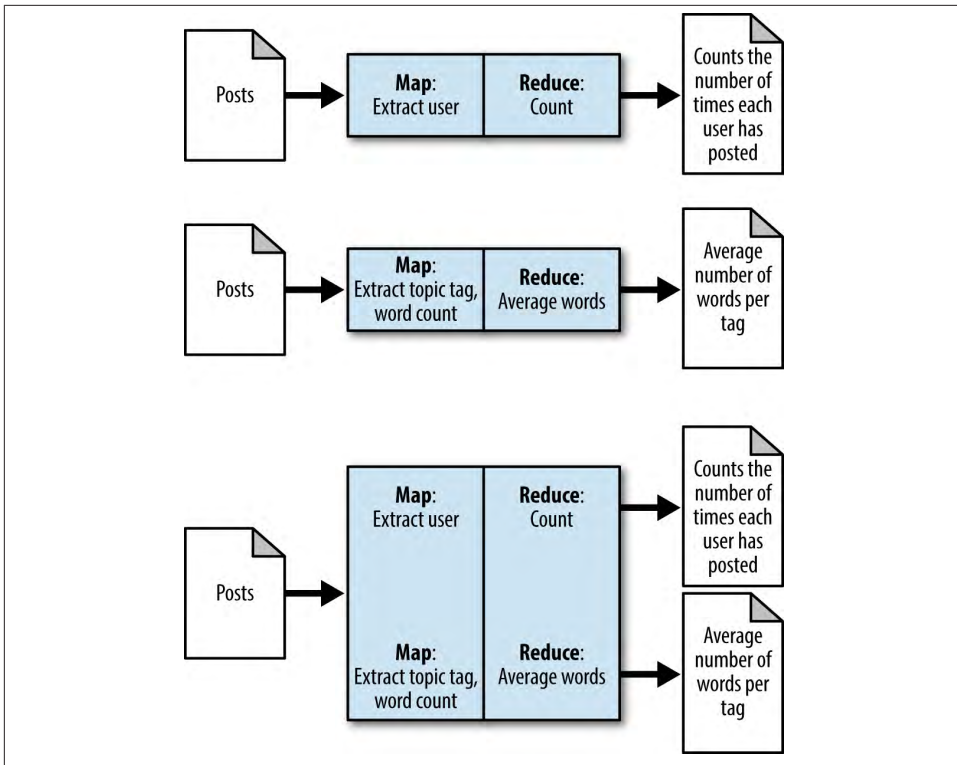 Posts
Map:
Extract user
Reduce:
Count
Counts the
number of
times each
user has
posted
Posts
Map:
Extract topic tag,
word count
Reduce:
Average words
Average
number of
words per
tag
Posts
Map:
Extract user
Reduce:
Count
Counts the
number of
times each
user has
posted
Map:
Extract topic tag,
word count
Reduce:
Average words
Average
number of
words per
tag